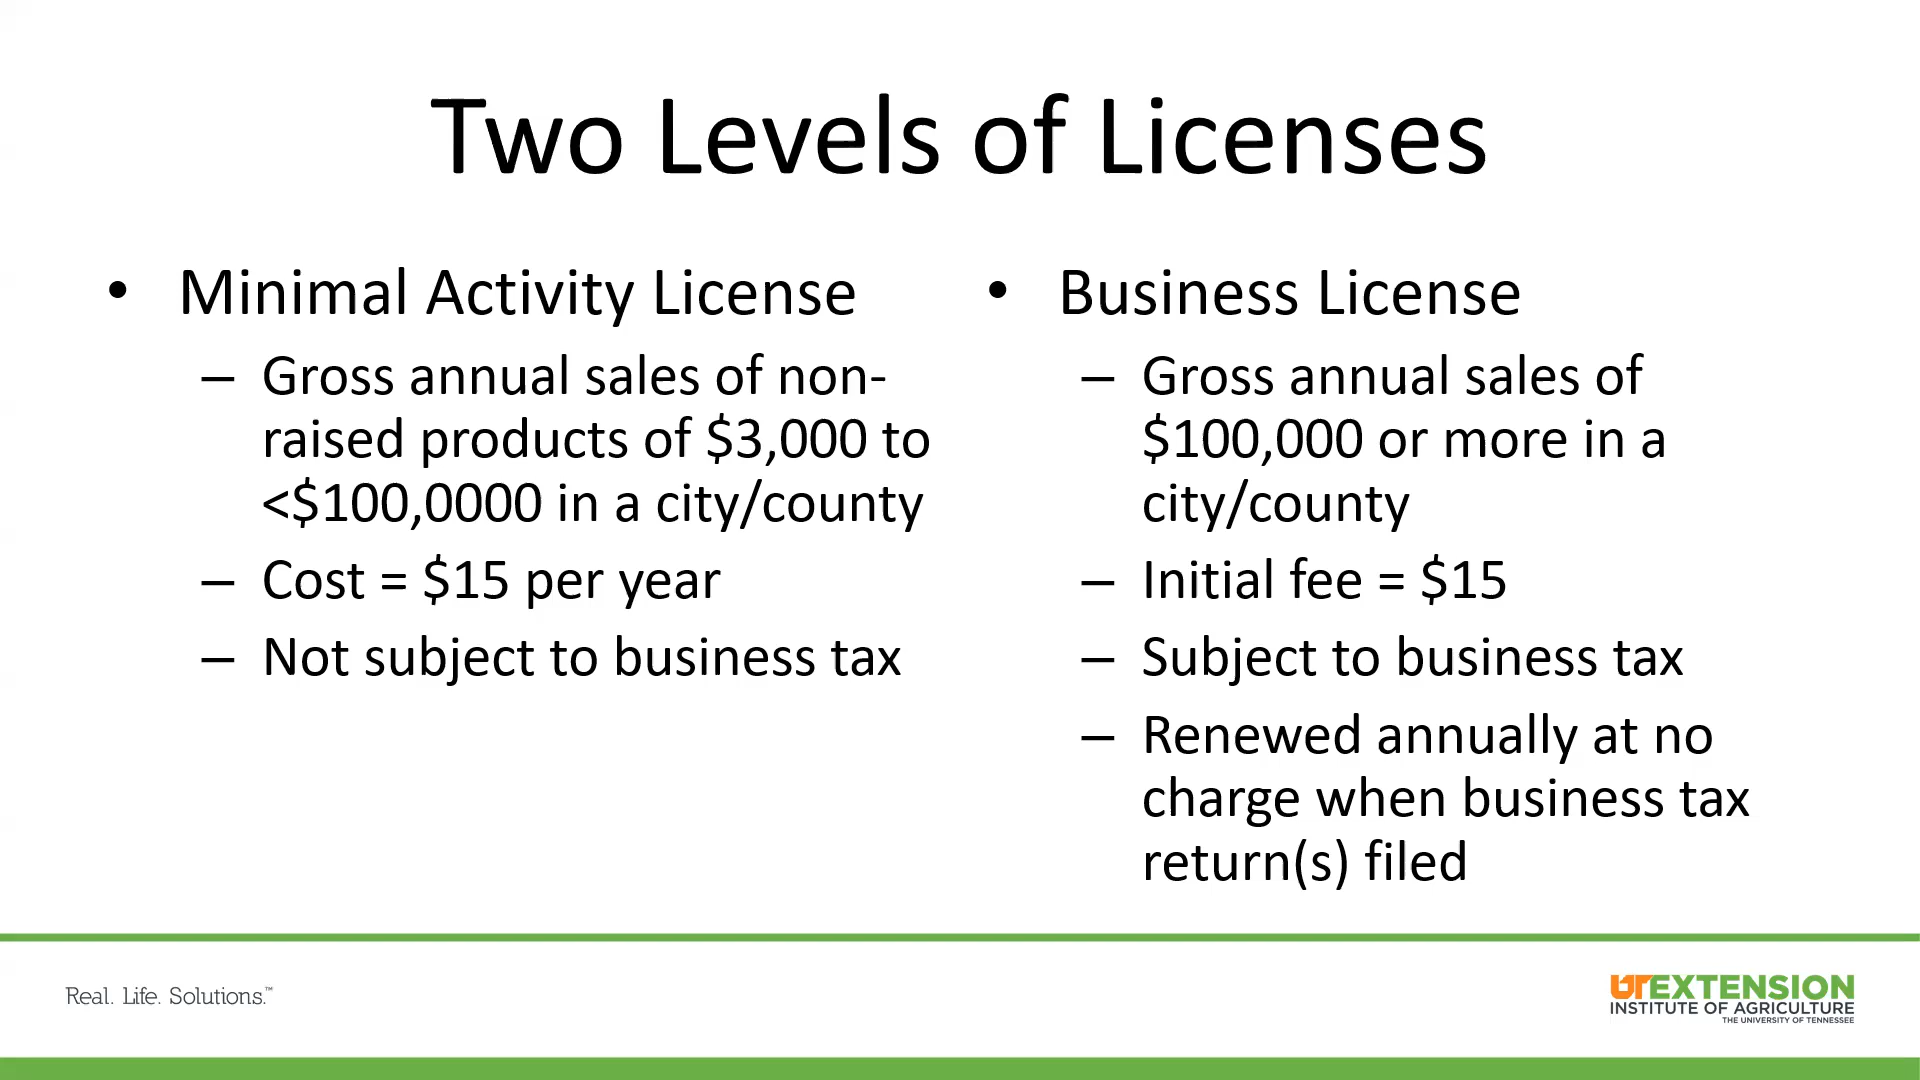 Two Levels of Licenses
• Minimal Activity License
– Gross annual sales of non-
raised products of $3,000 to
<$100,0000 in a city/county
– Cost = $15 per year
– Not subject to business tax
• Business License
– Gross annual sales of
$100,000 or more in a
city/county
– Initial fee = $15
– Subject to business tax
– Renewed annually at no
charge when business tax
return(s) filed
Real. Life. Solutions.™
UT EXTENSION
INSTITUTE OF AGRICULTURE
THE UNIVERSITY OF TENNESSEE